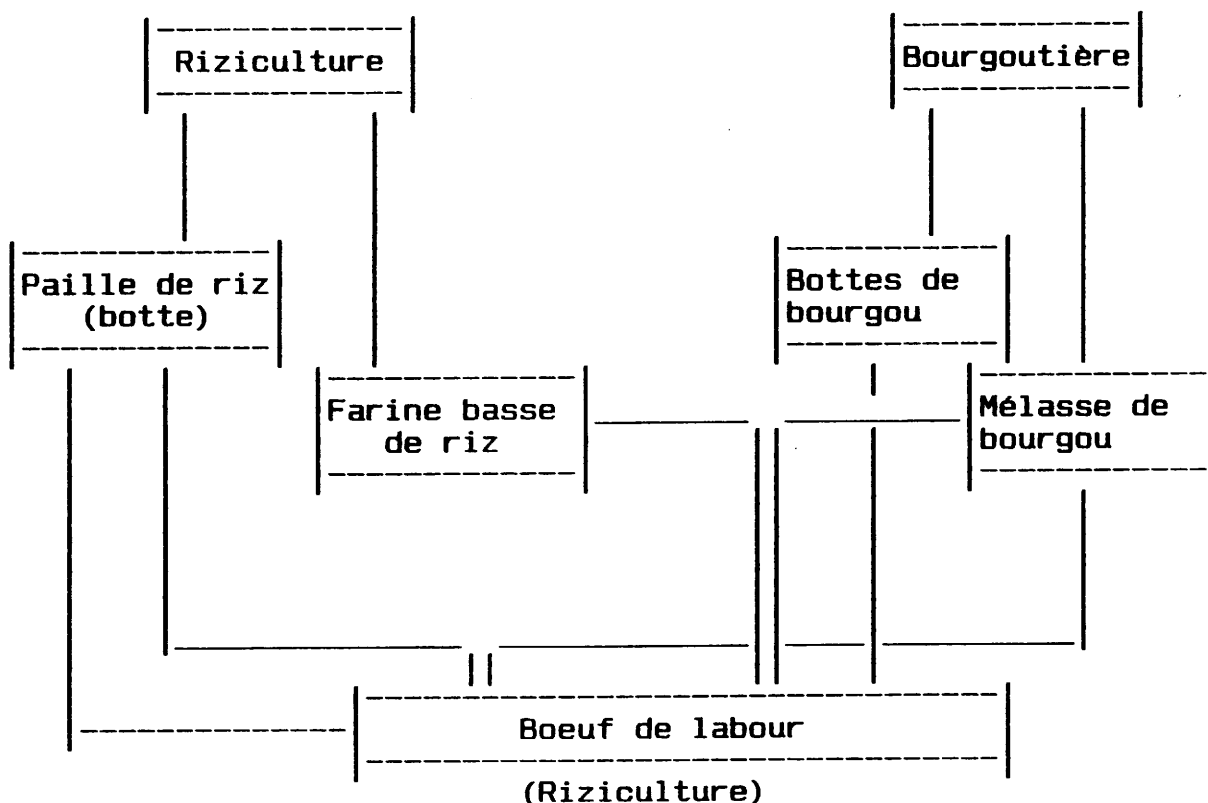 Riziculture
Bourgoutière
Paille de riz
(botte)
Bottes de
bourgou
Farine basse
de riz
Mélasse de
bourgou
Boeuf de labour
(Riziculture)